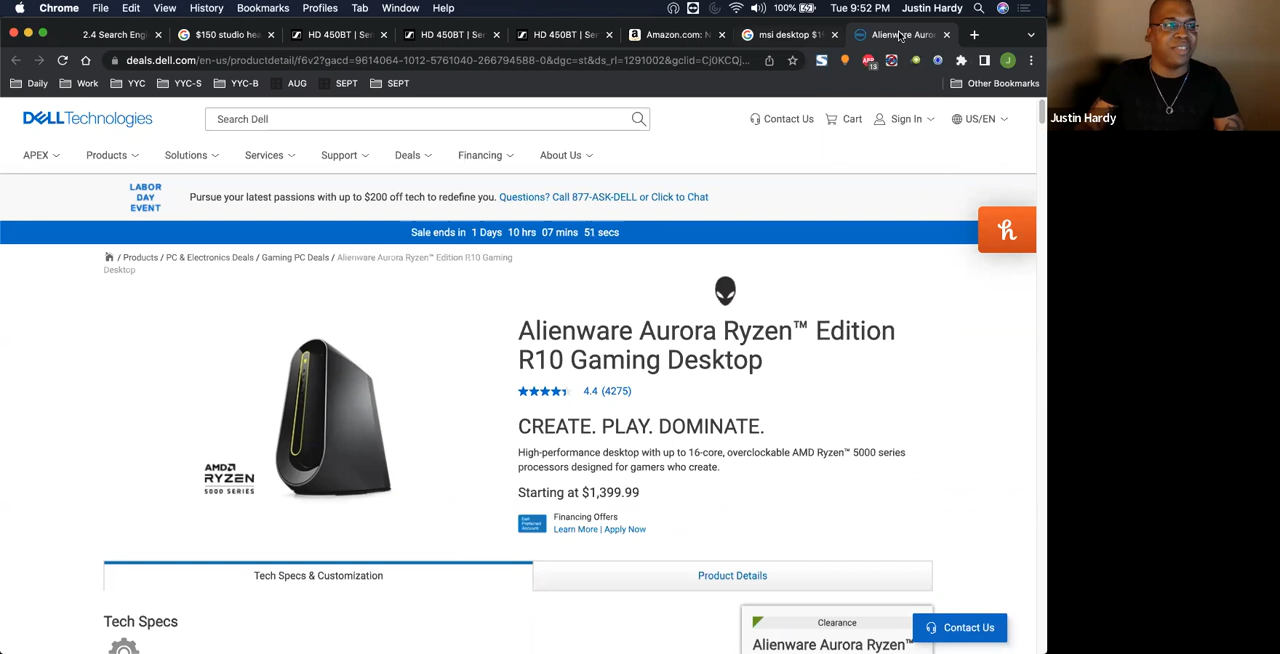 Chrome File Edit View History Bookmarks Profiles Tab Window Help 100% Tue 9:52 PM Justin Hardy
2.4 Search Engi $150 studio hea HD 450BT | Sen HD 450BT | Sen HD 450BT | Sen Amazon.com: N msi desktop $1 Alienware Auror
deals.dell.com/en-us/productdetail/f6v2?gacd=9614064-1012-5761040-266794588-0&dgc=st&ds_rl=1291002&gclid=Cj0KCQ... 13 J
Daily Work YYC YYC-S YYC-B AUG SEPT SEPT Other Bookmarks
Justin Hardy
DELLTechnologies Search Dell Contact Us Cart Sign In US/EN
APEX Products Solutions Services Support Deals Financing About Us
LABOR
DAY
EVENT
Pursue your latest passions with up to $200 off tech to redefine you. Questions? Call 877-ASK-DELL or Click to Chat
Sale ends in 1 Days 10 hrs 07 mins 51 secs
h
/ Products / PC & Electronics Deals / Gaming PC Deals / Alienware Aurora Ryzen™ Edition R10 Gaming
Desktop
Alienware Aurora Ryzen™ Edition
R10 Gaming Desktop
4.4 (4275)
CREATE. PLAY. DOMINATE.
High-performance desktop with up to 16-core, overclockable AMD Ryzen™ 5000 series
processors designed for gamers who create.
Starting at $1,399.99
AMD
RYZEN
5000 SERIES
Dell
Preferred
Account
Financing Offers
Learn More | Apply Now
Tech Specs & Customization Product Details
Tech Specs
Clearance
Alienware Aurora Ryzen™
Contact Us